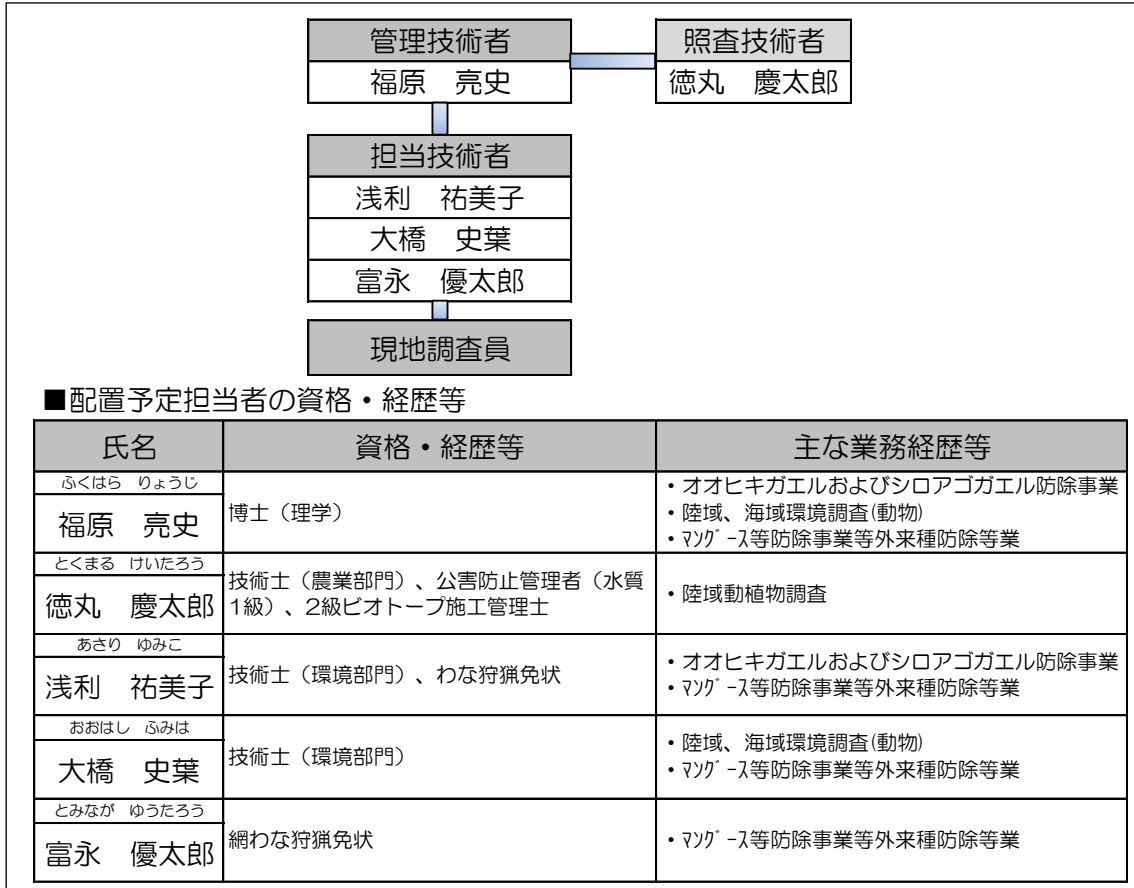 管理技術者
照査技術者
福原　亮史
徳丸　慶太郎
担当技術者
浅利　祐美子
大橋　史葉
富永　優太郎
現地調査員
■配置予定担当者の資格・経歴等
氏名
資格・経歴等
主な業務経歴等
ふくはら　りょうじ
福原　亮史
博士（理学）
・オオヒキガエルおよびシロアゴガエル防除事業
・陸域、海域環境調査(動物)
・ﾏﾝｸﾞｰｽ等防除事業等外来種防除等業
とくまる　けいたろう
徳丸　慶太郎
技術士（農業部門）、公害防止管理者（水質
1級）、2級ビオトープ施工管理士
・陸域動植物調査
あさり　ゆみこ
浅利　祐美子
技術士（環境部門）、わな狩猟免状
・オオヒキガエルおよびシロアゴガエル防除事業
・ﾏﾝｸﾞｰｽ等防除事業等外来種防除等業
おおはし　ふみは
大橋　史葉
技術士（環境部門）
・陸域、海域環境調査(動物)
・ﾏﾝｸﾞｰｽ等防除事業等外来種防除等業
とみなが　ゆうたろう
富永　優太郎
網わな狩猟免状
・ﾏﾝｸﾞｰｽ等防除事業等外来種防除等業